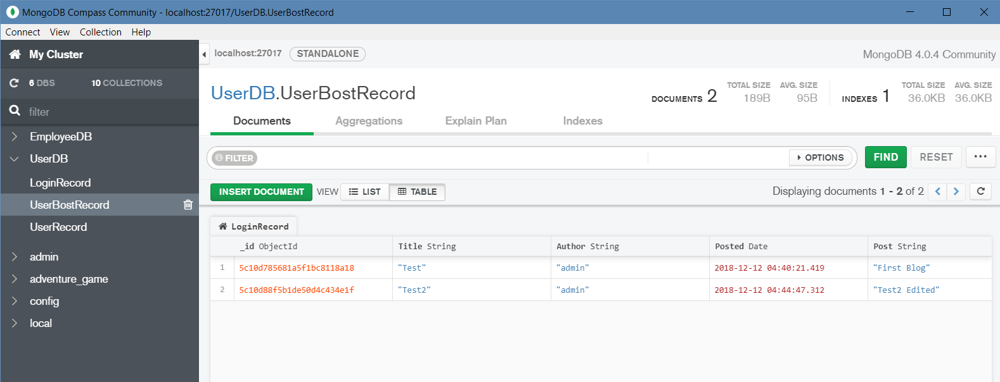 MongoDB Compass Community - localhost:27017/UserDB.UserBostRecord
Connect View Collection Help
My Cluster
6 DBS 10 COLLECTIONS
filter
EmployeeDB
UserDB
LoginRecord
UserBostRecord
UserRecord
admin
adventure_game
config
local
localhost:27017 STANDALONE MongoDB 4.0.4 Community
UserDB.UserBostRecord
DOCUMENTS 2 TOTAL SIZE 189B AVG. SIZE 95B INDEXES 1 TOTAL SIZE 36.0KB AVG. SIZE 36.0KB
Documents Aggregations Explain Plan Indexes
FILTER OPTIONS FIND RESET ...
INSERT DOCUMENT VIEW LIST TABLE Displaying documents 1 - 2 of 2
LoginRecord
_id ObjectId Title String Author String Posted Date Post String
1 5c10d785681a5f1bc8118a18 "Test" "admin" 2018-12-12 04:40:21.419 "First Blog"
2 5c10d88f5b1de50d4c434e1f "Test2" "admin" 2018-12-12 04:44:47.312 "Test2 Edited"